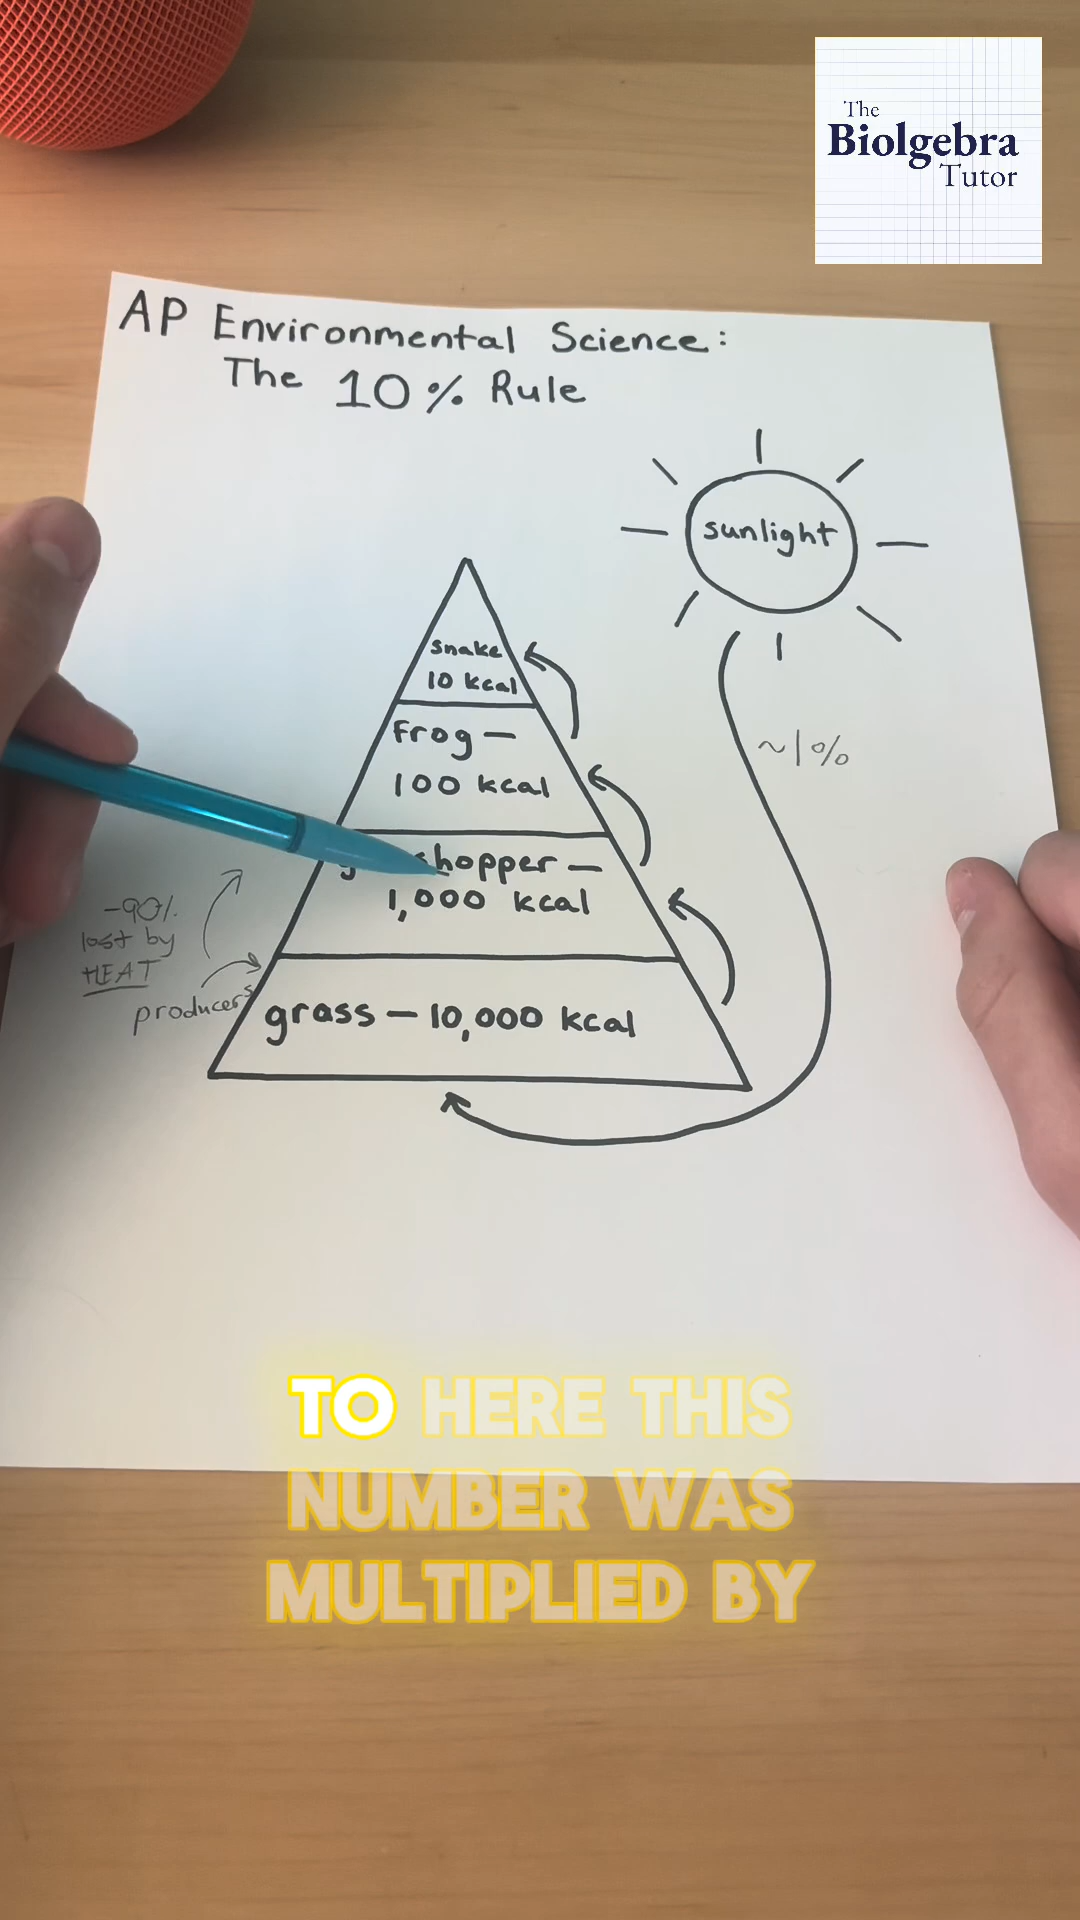 The
Biolgebra
Tutor
AP Environmental Science:
The 10% Rule
sunlight
snake
10 kcal
Frog —
100 kcal
~1%
hopper —
1,000 kcal
-90%
lost by
HEAT
producers
grass — 10,000 kcal
TO HERE THIS
NUMBER WAS
MULTIPLIED BY